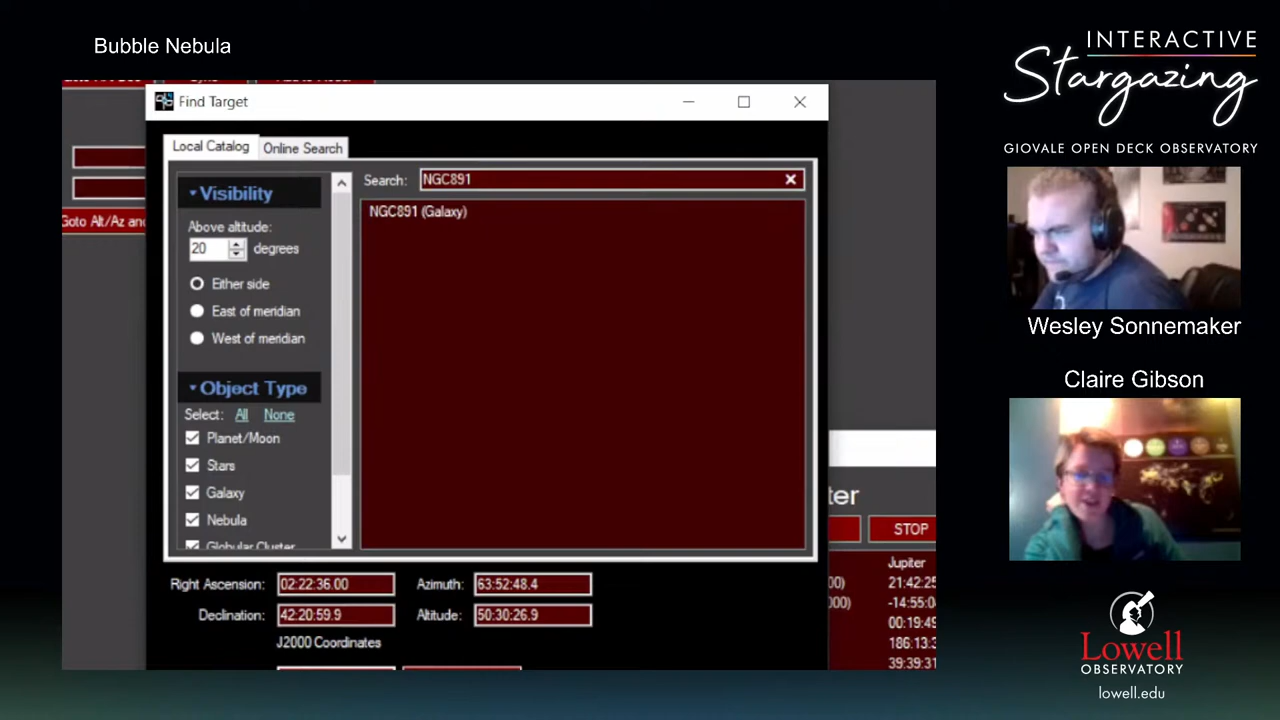 Bubble Nebula
INTERACTIVE
Stargazing
GIOVALE OPEN DECK OBSERVATORY
Find Target
Local Catalog
Online Search
Visibility
Above altitude:
20 degrees
Either side
East of meridian
West of meridian
Object Type
Select: All None
Planet/Moon
Stars
Galaxy
Nebula
Globular Cluster
Search: NGC891
NGC891 (Galaxy)
Goto Alt/Az and
Right Ascension: 02:22:36.00
Azimuth: 63:52:48.4
Declination: 42:20:59.9
Altitude: 50:30:26.9
J2000 Coordinates
STOP
Jupiter
21:42:25
00:19:49
186:13:3
39:39:31
Wesley Sonnemaker
Claire Gibson
Lowell
OBSERVATORY
lowell.edu